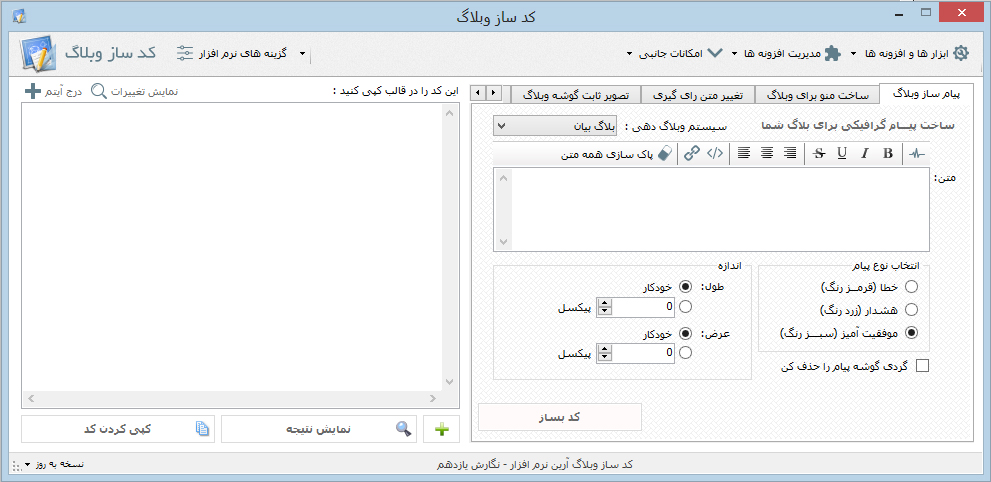 کد ساز وبلاگ
ابزار ها و افزونه ها
مدیریت افزونه ها
امکانات جانبی
گزینه های نرم افزار
کد ساز وبلاگ
پیام ساز وبلاگ
ساخت منو برای وبلاگ
تغییر متن رای گیری
تصویر ثابت گوشه وبلاگ
ساخت پیــام گرافیکی برای بلاگ شما
سیستم وبلاگ دهی :
بلاگ بیان
B I U S </>
پاک سازی همه متن
متن:
انتخاب نوع پیام
خطا (قرمــز رنگ)
هشدار (زرد رنگ)
موفقیت آمیز (سبــــز رنگ)
گردی گوشه پیام را حذف کن
اندازه
طول:
خودکار
0
پیکسل
عرض:
خودکار
0
پیکسل
کد بساز
این کد را در قالب کپی کنید :
نمایش تغییرات
درج آیتم
نمایش نتیجه
کپی کردن کد
کد ساز وبلاگ آرین نرم افزار - نگارش یازدهم
نسخه به روز